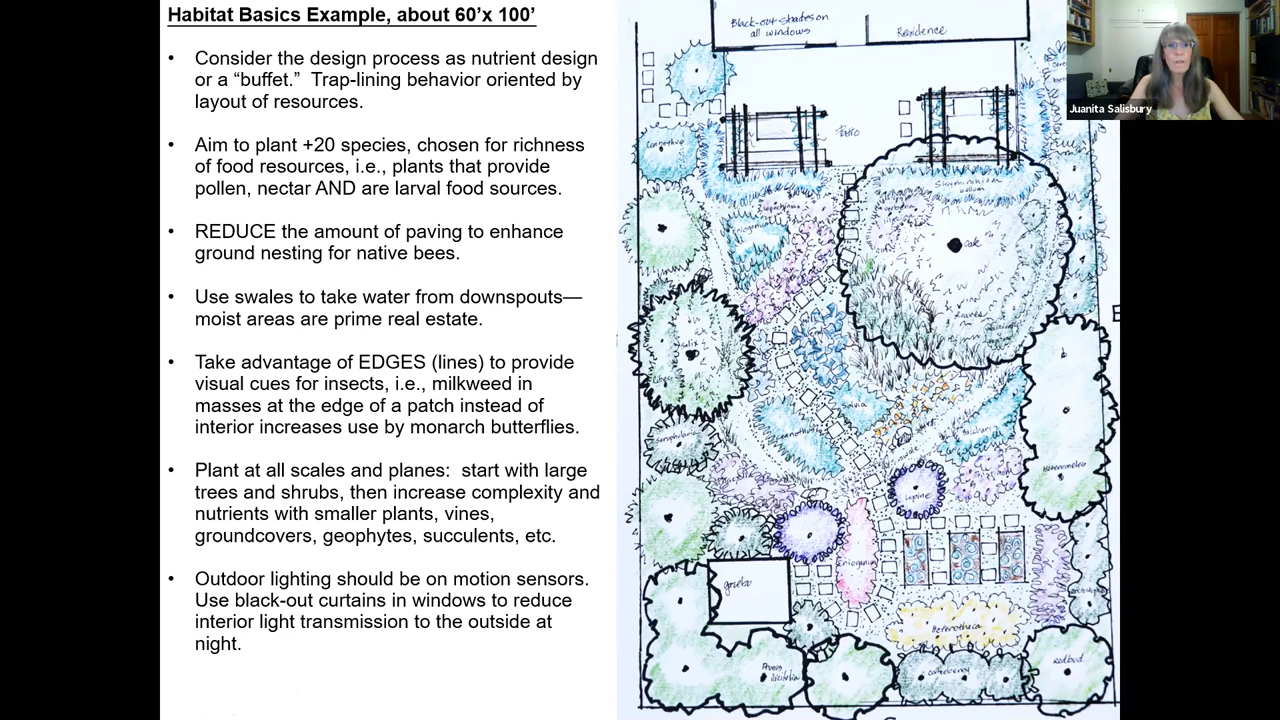 Habitat Basics Example, about 60’x 100’
• Consider the design process as nutrient design
or a “buffet.” Trap-lining behavior oriented by
layout of resources.
• Aim to plant +20 species, chosen for richness
of food resources, i.e., plants that provide
pollen, nectar AND are larval food sources.
• REDUCE the amount of paving to enhance
ground nesting for native bees.
• Use swales to take water from downspouts—
moist areas are prime real estate.
• Take advantage of EDGES (lines) to provide
visual cues for insects, i.e., milkweed in
masses at the edge of a patch instead of
interior increases use by monarch butterflies.
• Plant at all scales and planes: start with large
trees and shrubs, then increase complexity and
nutrients with smaller plants, vines,
groundcovers, geophytes, succulents, etc.
• Outdoor lighting should be on motion sensors.
Use black-out curtains in windows to reduce
interior light transmission to the outside at
night.
Black-out shades on
all windows
Residence
Juanita Salisbury
Patio
Oak
Salix
Salvia
Ceanothus
Lupine
Heteromeles
Eriogonum
Heterotheca
Prunus
ilicifolia
Coffeeberry
Redbud